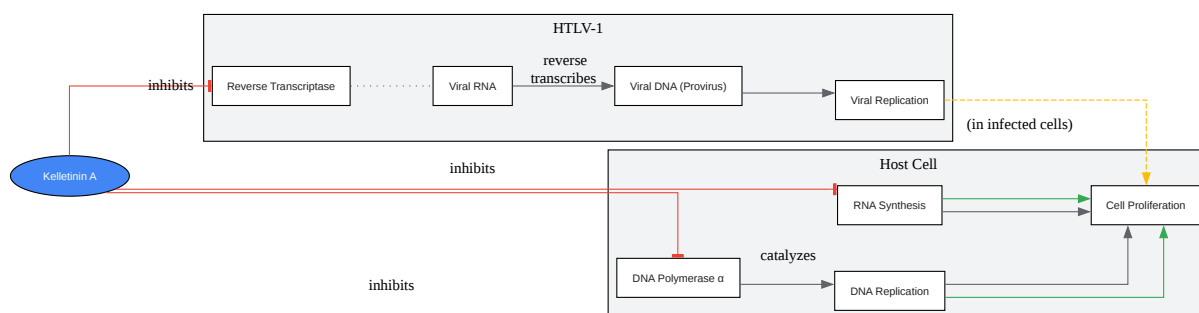 HTLV-1
reverse
transcribes
inhibits
Reverse Transcriptase
Viral RNA
Viral DNA (Provirus)
Viral Replication
(in infected cells)
Kelletinin A
inhibits
Host Cell
RNA Synthesis
Cell Proliferation
catalyzes
DNA Polymerase α
DNA Replication
inhibits